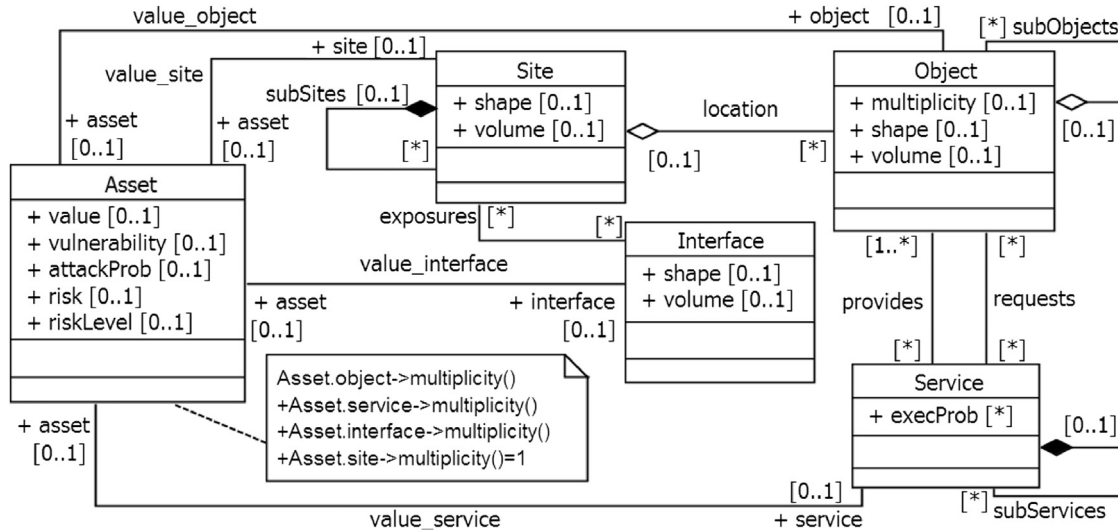 value_object
+ object [0..1]
[*] subObjects
+ site [0..1]
value_site
subSites [0..1]
[*]
Site
+ shape [0..1]
+ volume [0..1]
location
[0..1]
[*]
Object
+ multiplicity [0..1]
+ shape [0..1]
+ volume [0..1]
[0..1]
+ asset
[0..1]
+ asset
[0..1]
Asset
+ value [0..1]
+ vulnerability [0..1]
+ attackProb [0..1]
+ risk [0..1]
+ riskLevel [0..1]
exposures [*]
[*]
Interface
+ shape [0..1]
+ volume [0..1]
value_interface
+ asset
[0..1]
+ interface
[0..1]
[1..*]
[*]
provides
requests
[*]
[*]
Asset.object->multiplicity()
+Asset.service->multiplicity()
+Asset.interface->multiplicity()
+Asset.site->multiplicity()=1
Service
+ execProb [*]
[0..1]
+ asset
[0..1]
[0..1]
[*]
subServices
value_service
+ service